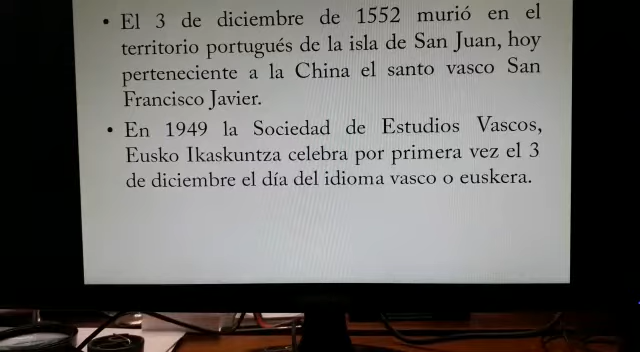 • El 3 de diciembre de 1552 murió en el
territorio portugués de la isla de San Juan, hoy
perteneciente a la China el santo vasco San
Francisco Javier.
• En 1949 la Sociedad de Estudios Vascos,
Eusko Ikaskuntza celebra por primera vez el 3
de diciembre el día del idioma vasco o euskera.